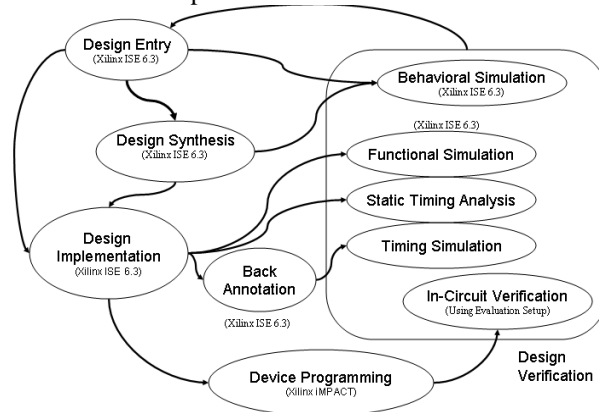 Design Entry
(Xilinx ISE 6.3)
Behavioral Simulation
(Xilinx ISE 6.3)
(Xilinx ISE 6.3)
Design Synthesis
(Xilinx ISE 6.3)
Functional Simulation
Static Timing Analysis
Design
Implementation
(Xilinx ISE 6.3)
Timing Simulation
Back
Annotation
(Xilinx ISE 6.3)
In-Circuit Verification
(Using Evaluation Setup)
Design
Verification
Device Programming
(Xilinx iMPACT)